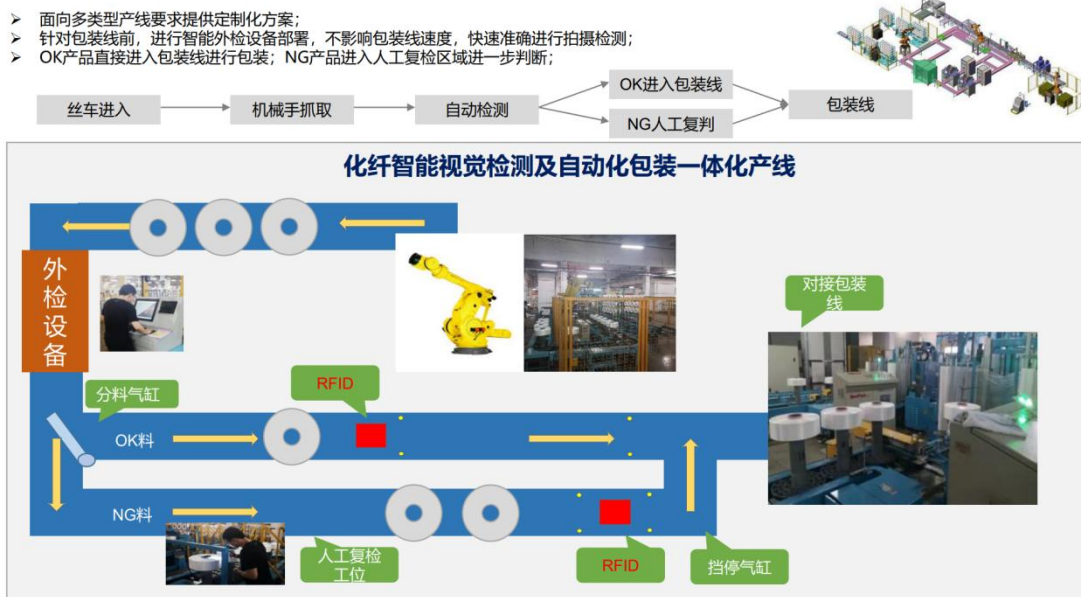 面向多类型产线要求提供定制化方案；
针对包装线前，进行智能外检设备部署，不影响包装线速度，快速准确进行拍摄检测；
OK产品直接进入包装线进行包装；NG产品进入人工复检区域进一步判断；
丝车进入
机械手抓取
自动检测
OK进入包装线
NG人工复判
包装线
化纤智能视觉检测及自动化包装一体化产线
外检设备
对接包装
线
分料气缸
RFID
OK料
NG料
人工复检
工位
RFID
挡停气缸